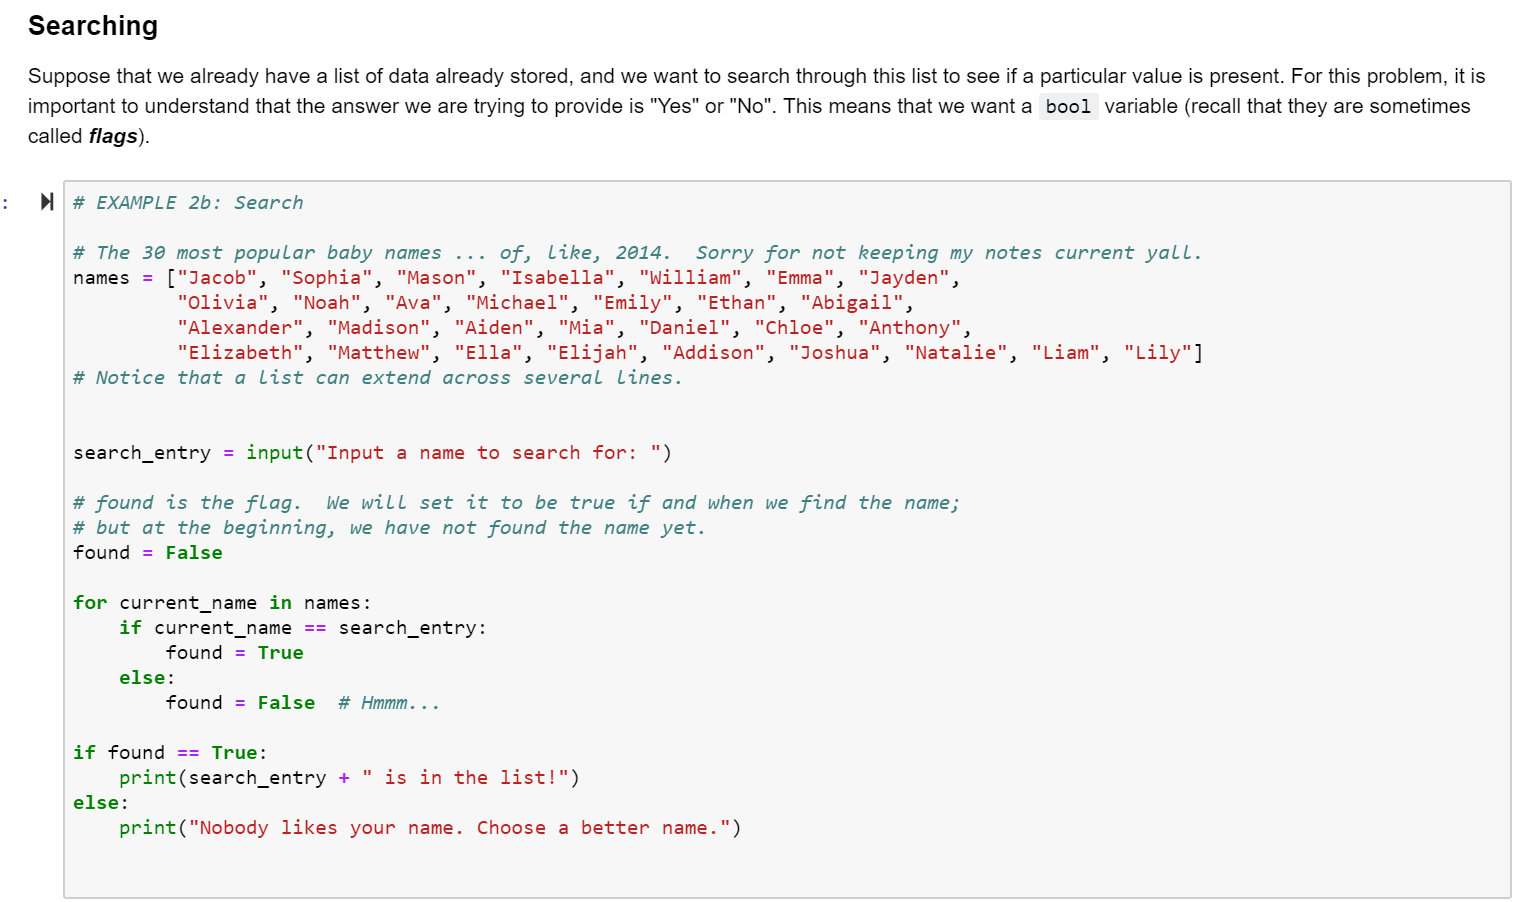 Searching
Suppose that we already have a list of data already stored, and we want to search through this list to see if a particular value is present. For this problem, it is
important to understand that the answer we are trying to provide is "Yes" or "No". This means that we want a bool variable (recall that they are sometimes
called flags).
:
# EXAMPLE 2b: Search
# The 30 most popular baby names ... of, like, 2014.  Sorry for not keeping my notes current yall.
names = ["Jacob", "Sophia", "Mason", "Isabella", "William", "Emma", "Jayden",
         "Olivia", "Noah", "Ava", "Michael", "Emily", "Ethan", "Abigail",
         "Alexander", "Madison", "Aiden", "Mia", "Daniel", "Chloe", "Anthony",
         "Elizabeth", "Matthew", "Ella", "Elijah", "Addison", "Joshua", "Natalie", "Liam", "Lily"]
# Notice that a list can extend across several lines.
search_entry = input("Input a name to search for: ")
# found is the flag.  We will set it to be true if and when we find the name;
# but at the beginning, we have not found the name yet.
found = False
for current_name in names:
    if current_name == search_entry:
        found = True
    else:
        found = False  # Hmmm...
if found == True:
    print(search_entry + " is in the list!")
else:
    print("Nobody likes your name. Choose a better name.")